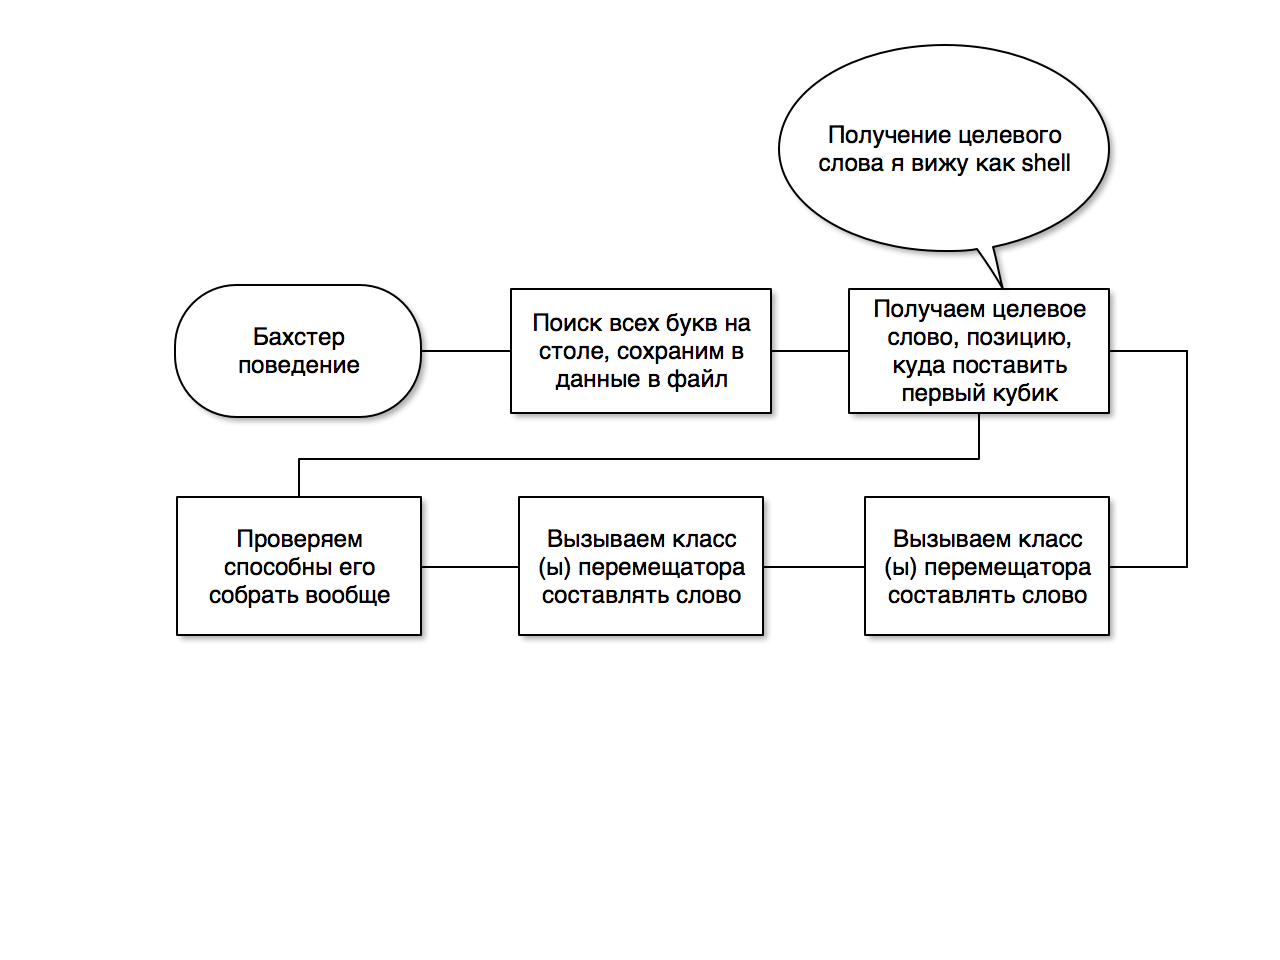 Получение целевого
слова я вижу как shell
Бахстер
поведение
Поиск всех букв на
столе, сохраним в
данные в файл
Получаем целевое
слово, позицию,
куда поставить
первый кубик
Проверяем
способны его
собрать вообще
Вызываем класс
(ы) перемещатора
составлять слово
Вызываем класс
(ы) перемещатора
составлять слово